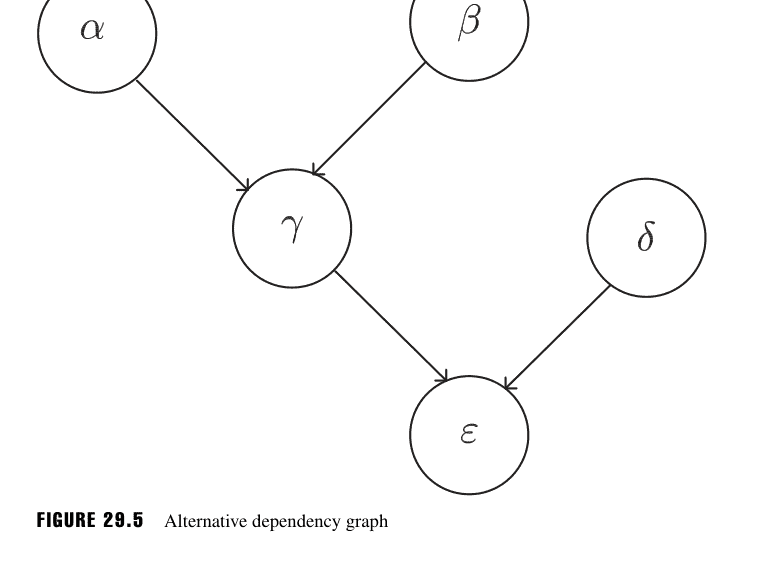 α
β
γ
δ
ε
FIGURE 29.5 Alternative dependency graph